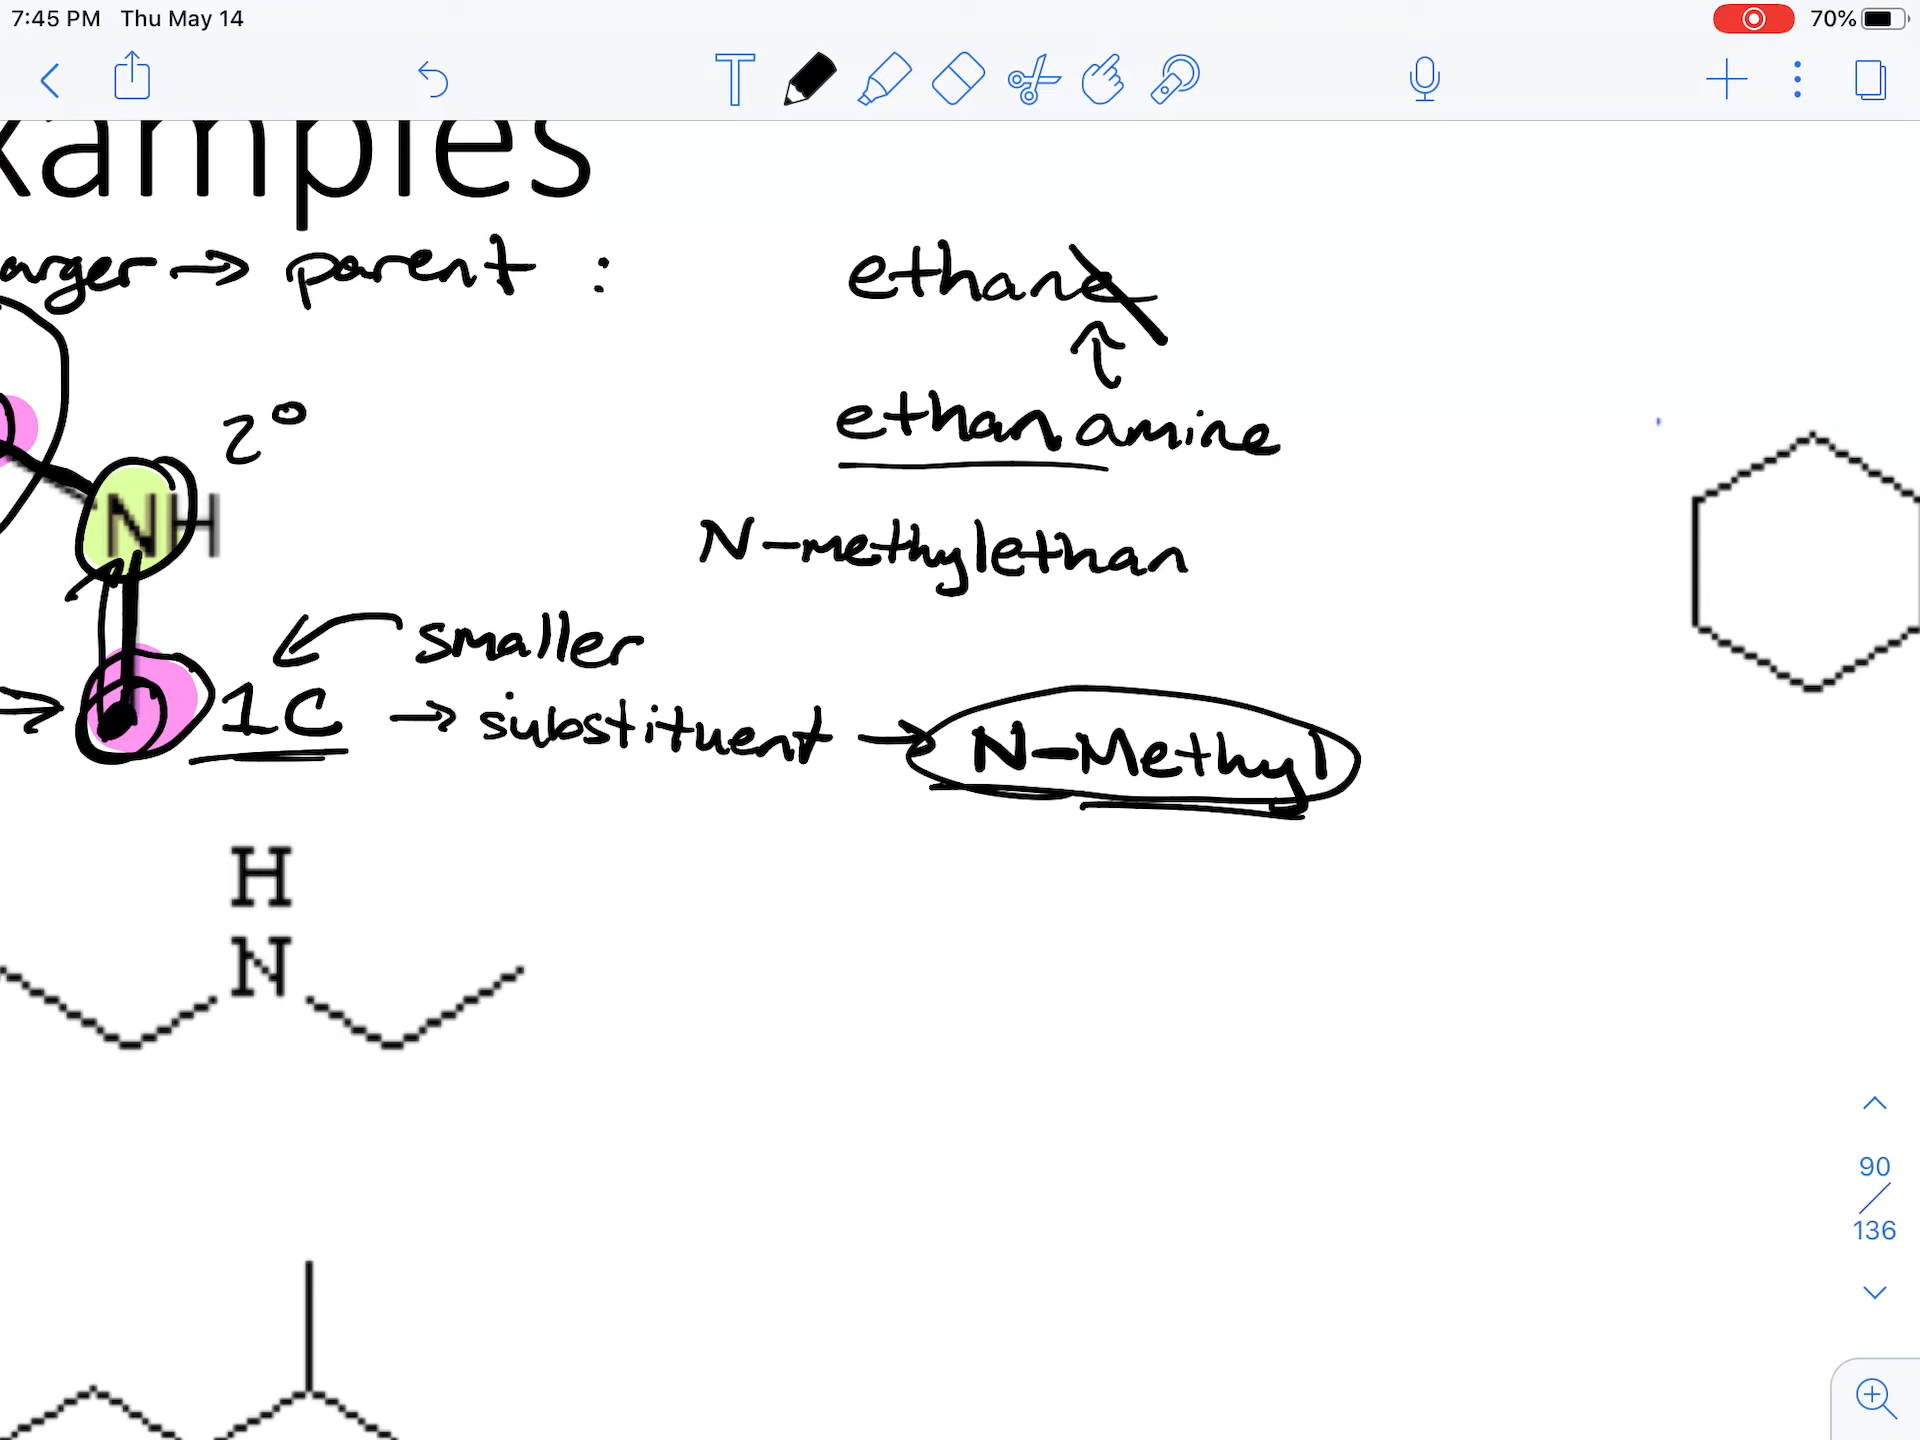 7:45 PM Thu May 14
70%
xamples
arger → parent :
ethane
2°
ethanamine
NH
N-methylethan
smaller
1C → substituent → N-Methyl
H
N
90
136